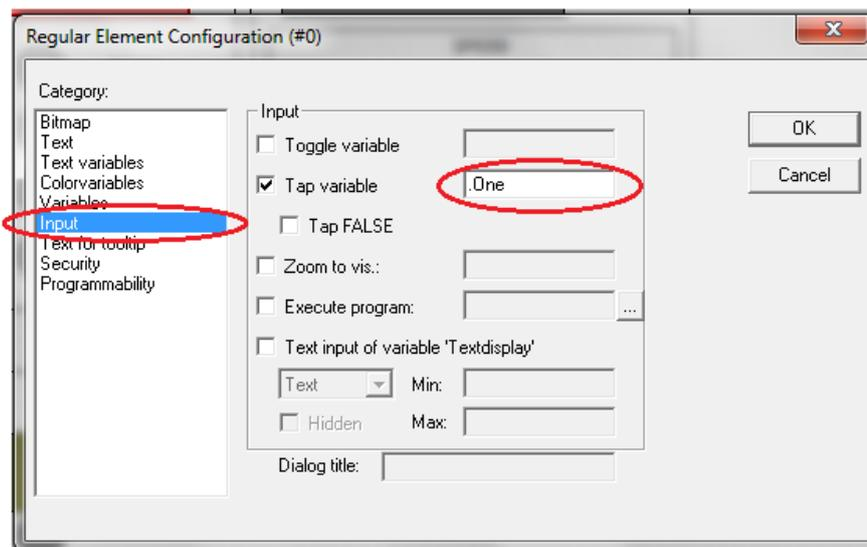 Regular Element Configuration (#0)
Category:
Bitmap
Text
Text variables
Colorvariables
Variables
Input
Text for tooltip
Security
Programmability
Input
Toggle variable
Tap variable .One
Tap FALSE
Zoom to vis.:
Execute program: ...
Text input of variable 'Textdisplay'
Text Min:
Hidden Max:
Dialog title:
OK
Cancel